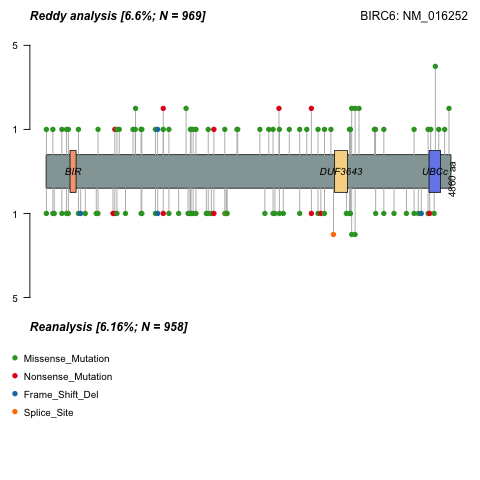 Reddy analysis [6.6%; N = 969]
BIRC6: NM_016252
5
1
BIR
DUF3643
UBCc
4860 aa
1
5
Reanalysis [6.16%; N = 958]
Missense_Mutation
Nonsense_Mutation
Frame_Shift_Del
Splice_Site